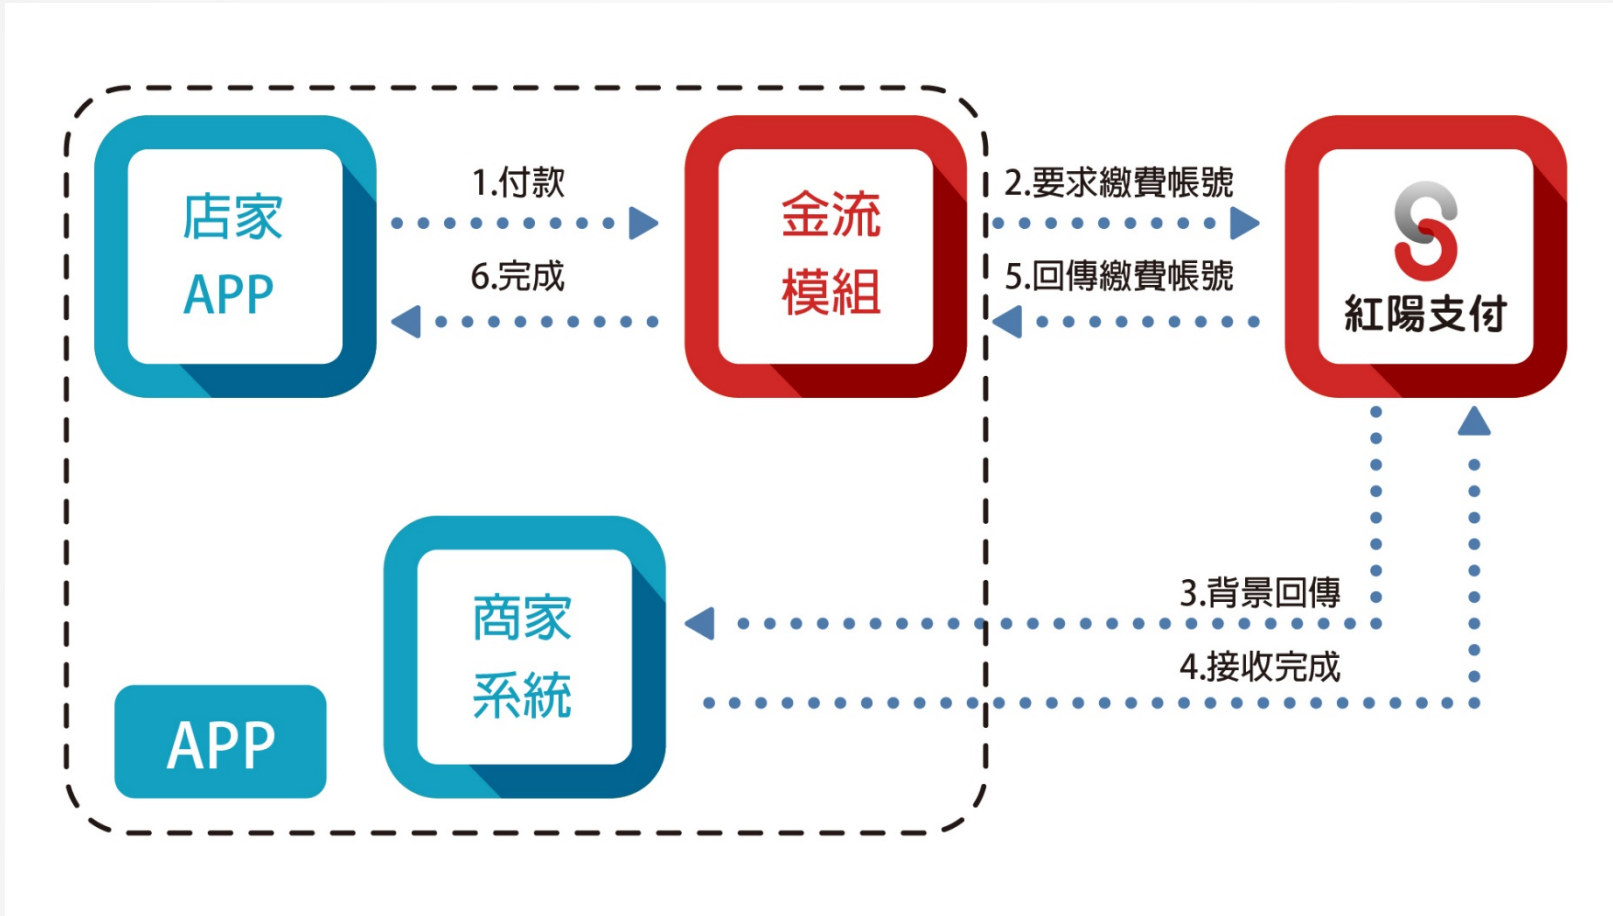 店家
APP
1.付款
6.完成
金流
模組
2.要求繳費帳號
5.回傳繳費帳號
紅陽支付
3.背景回傳
4.接收完成
商家
系統
APP